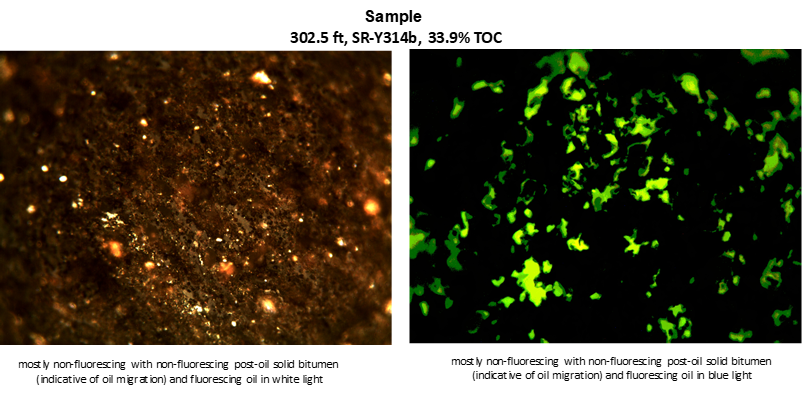 Sample
302.5 ft, SR-Y314b, 33.9% TOC
mostly non-fluorescing with non-fluorescing post-oil solid bitumen
(indicative of oil migration) and fluorescing oil in white light
mostly non-fluorescing with non-fluorescing post-oil solid bitumen
(indicative of oil migration) and fluorescing oil in blue light